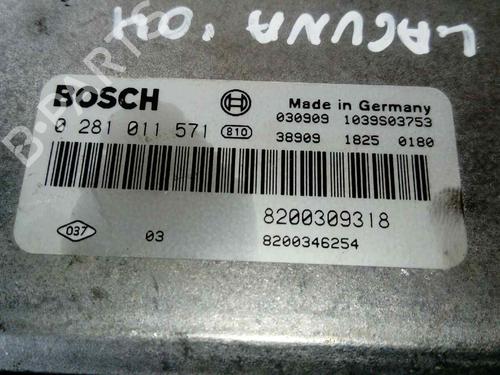 LAGUNA '04
B-PARTS
BOSCH
Made in Germany
0 281 011 571 810
030909 1039S03753
38909 1825 0180
8200309318
037 03 8200346254